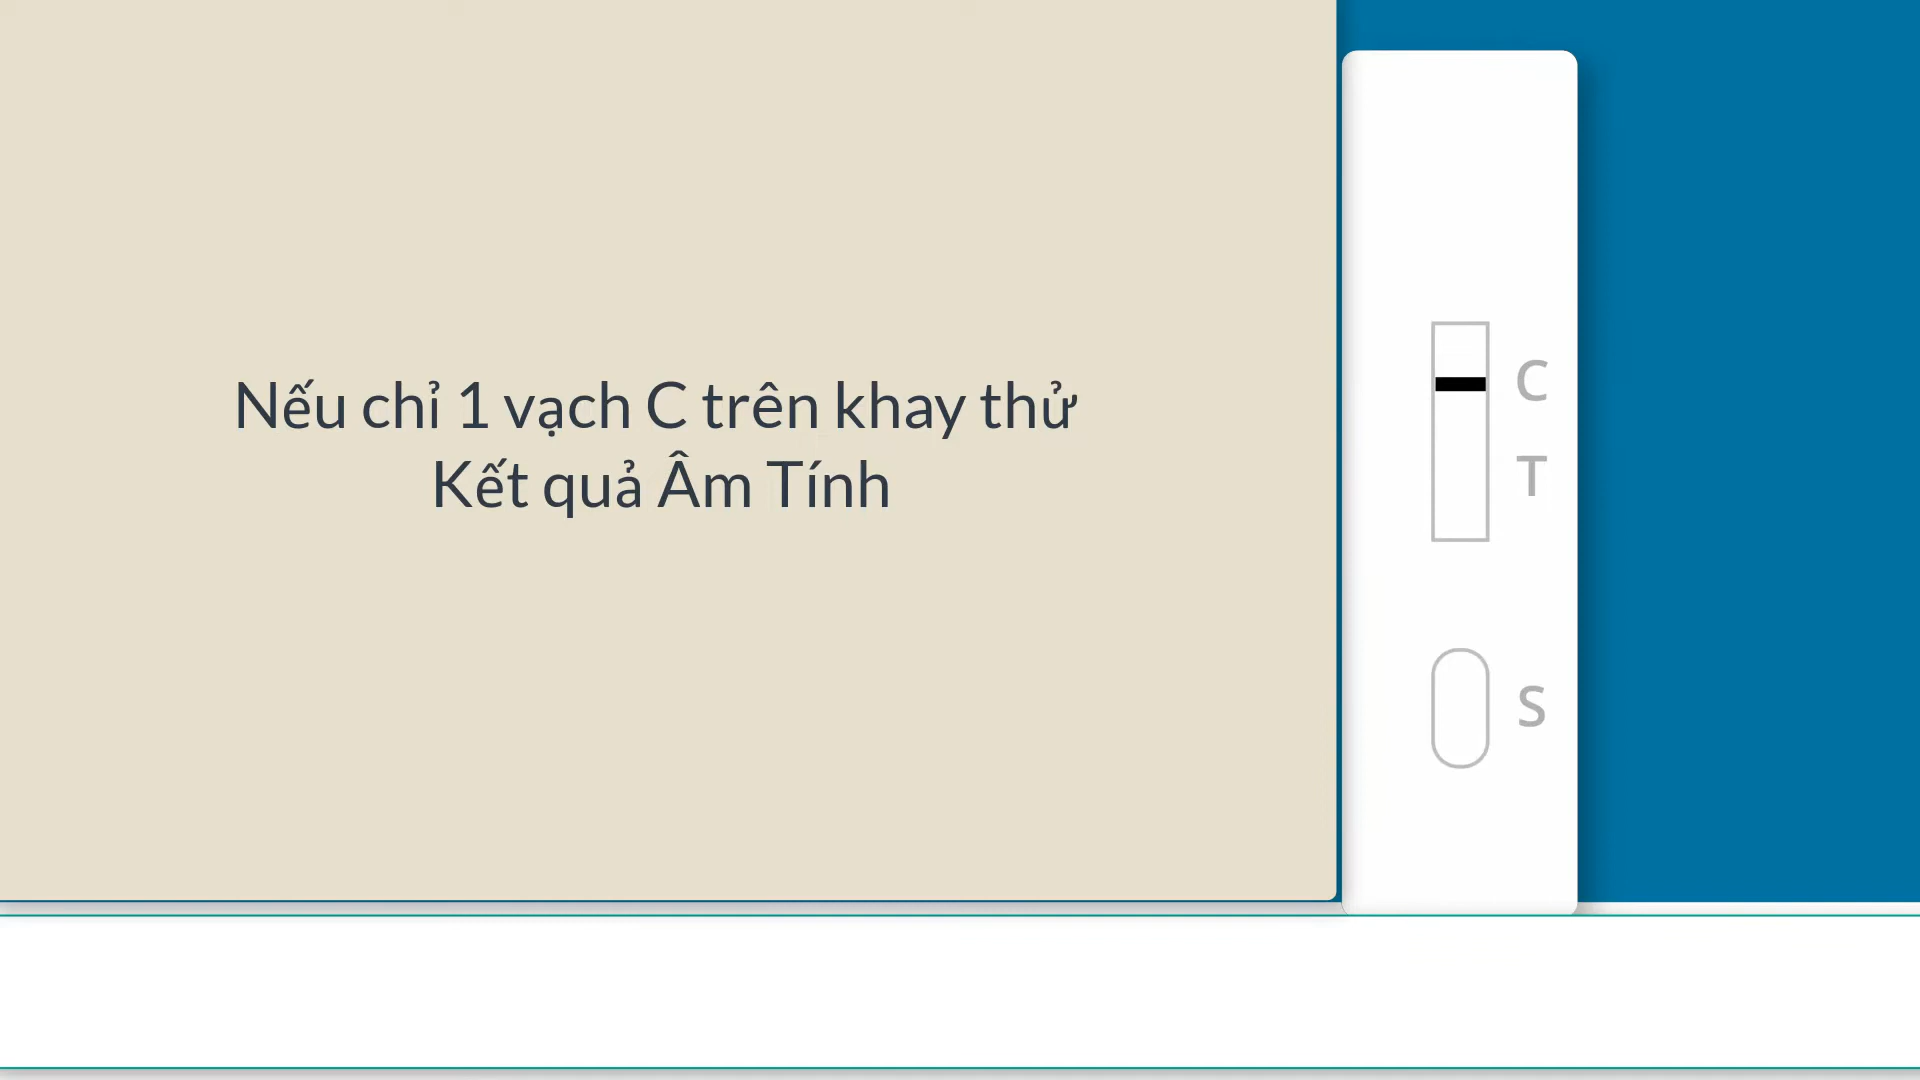 Nếu chỉ 1 vạch C trên khay thử
Kết quả Âm Tính
C
T
S